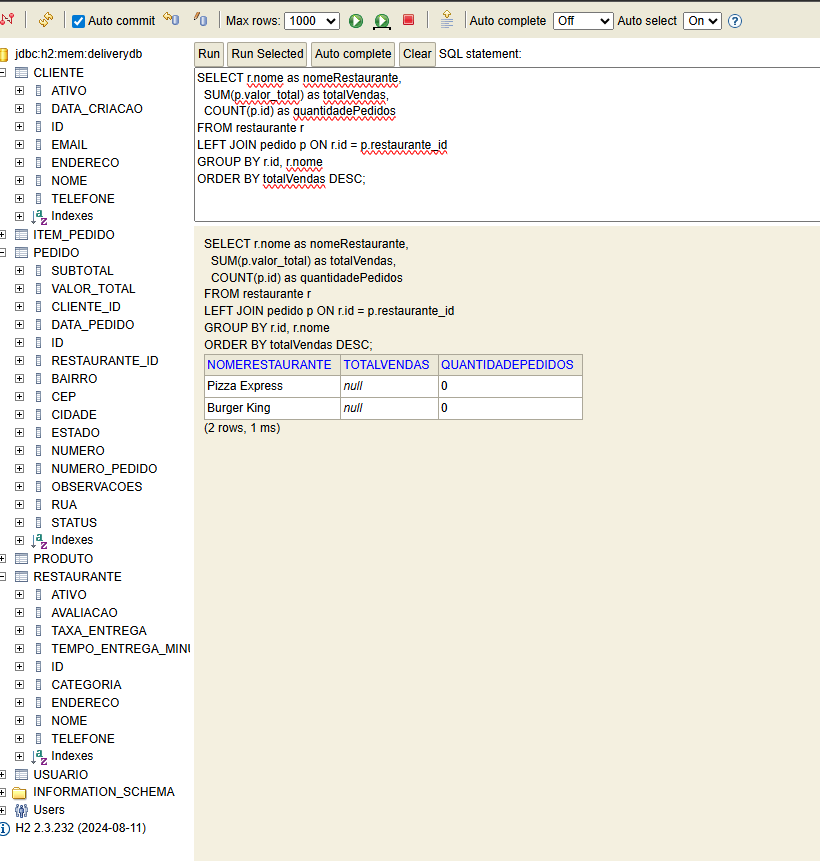 Auto commit Max rows: 1000 Auto complete Off Auto select On ?
jdbc:h2:mem:deliverydb
CLIENTE
ATIVO
DATA_CRIACAO
ID
EMAIL
ENDERECO
NOME
TELEFONE
Indexes
ITEM_PEDIDO
PEDIDO
SUBTOTAL
VALOR_TOTAL
CLIENTE_ID
DATA_PEDIDO
ID
RESTAURANTE_ID
BAIRRO
CEP
CIDADE
ESTADO
NUMERO
NUMERO_PEDIDO
OBSERVACOES
RUA
STATUS
Indexes
PRODUTO
RESTAURANTE
ATIVO
AVALIACAO
TAXA_ENTREGA
TEMPO_ENTREGA_MINU
ID
CATEGORIA
ENDERECO
NOME
TELEFONE
Indexes
USUARIO
INFORMATION_SCHEMA
Users
H2 2.3.232 (2024-08-11)
Run Run Selected Auto complete Clear SQL statement:
SELECT r.nome as nomeRestaurante,
SUM(p.valor_total) as totalVendas,
COUNT(p.id) as quantidadePedidos
FROM restaurante r
LEFT JOIN pedido p ON r.id = p.restaurante_id
GROUP BY r.id, r.nome
ORDER BY totalVendas DESC;
SELECT r.nome as nomeRestaurante,
SUM(p.valor_total) as totalVendas,
COUNT(p.id) as quantidadePedidos
FROM restaurante r
LEFT JOIN pedido p ON r.id = p.restaurante_id
GROUP BY r.id, r.nome
ORDER BY totalVendas DESC;
NOMERESTAURANTE TOTALVENDAS QUANTIDADEPEDIDOS
Pizza Express null 0
Burger King null 0
(2 rows, 1 ms)